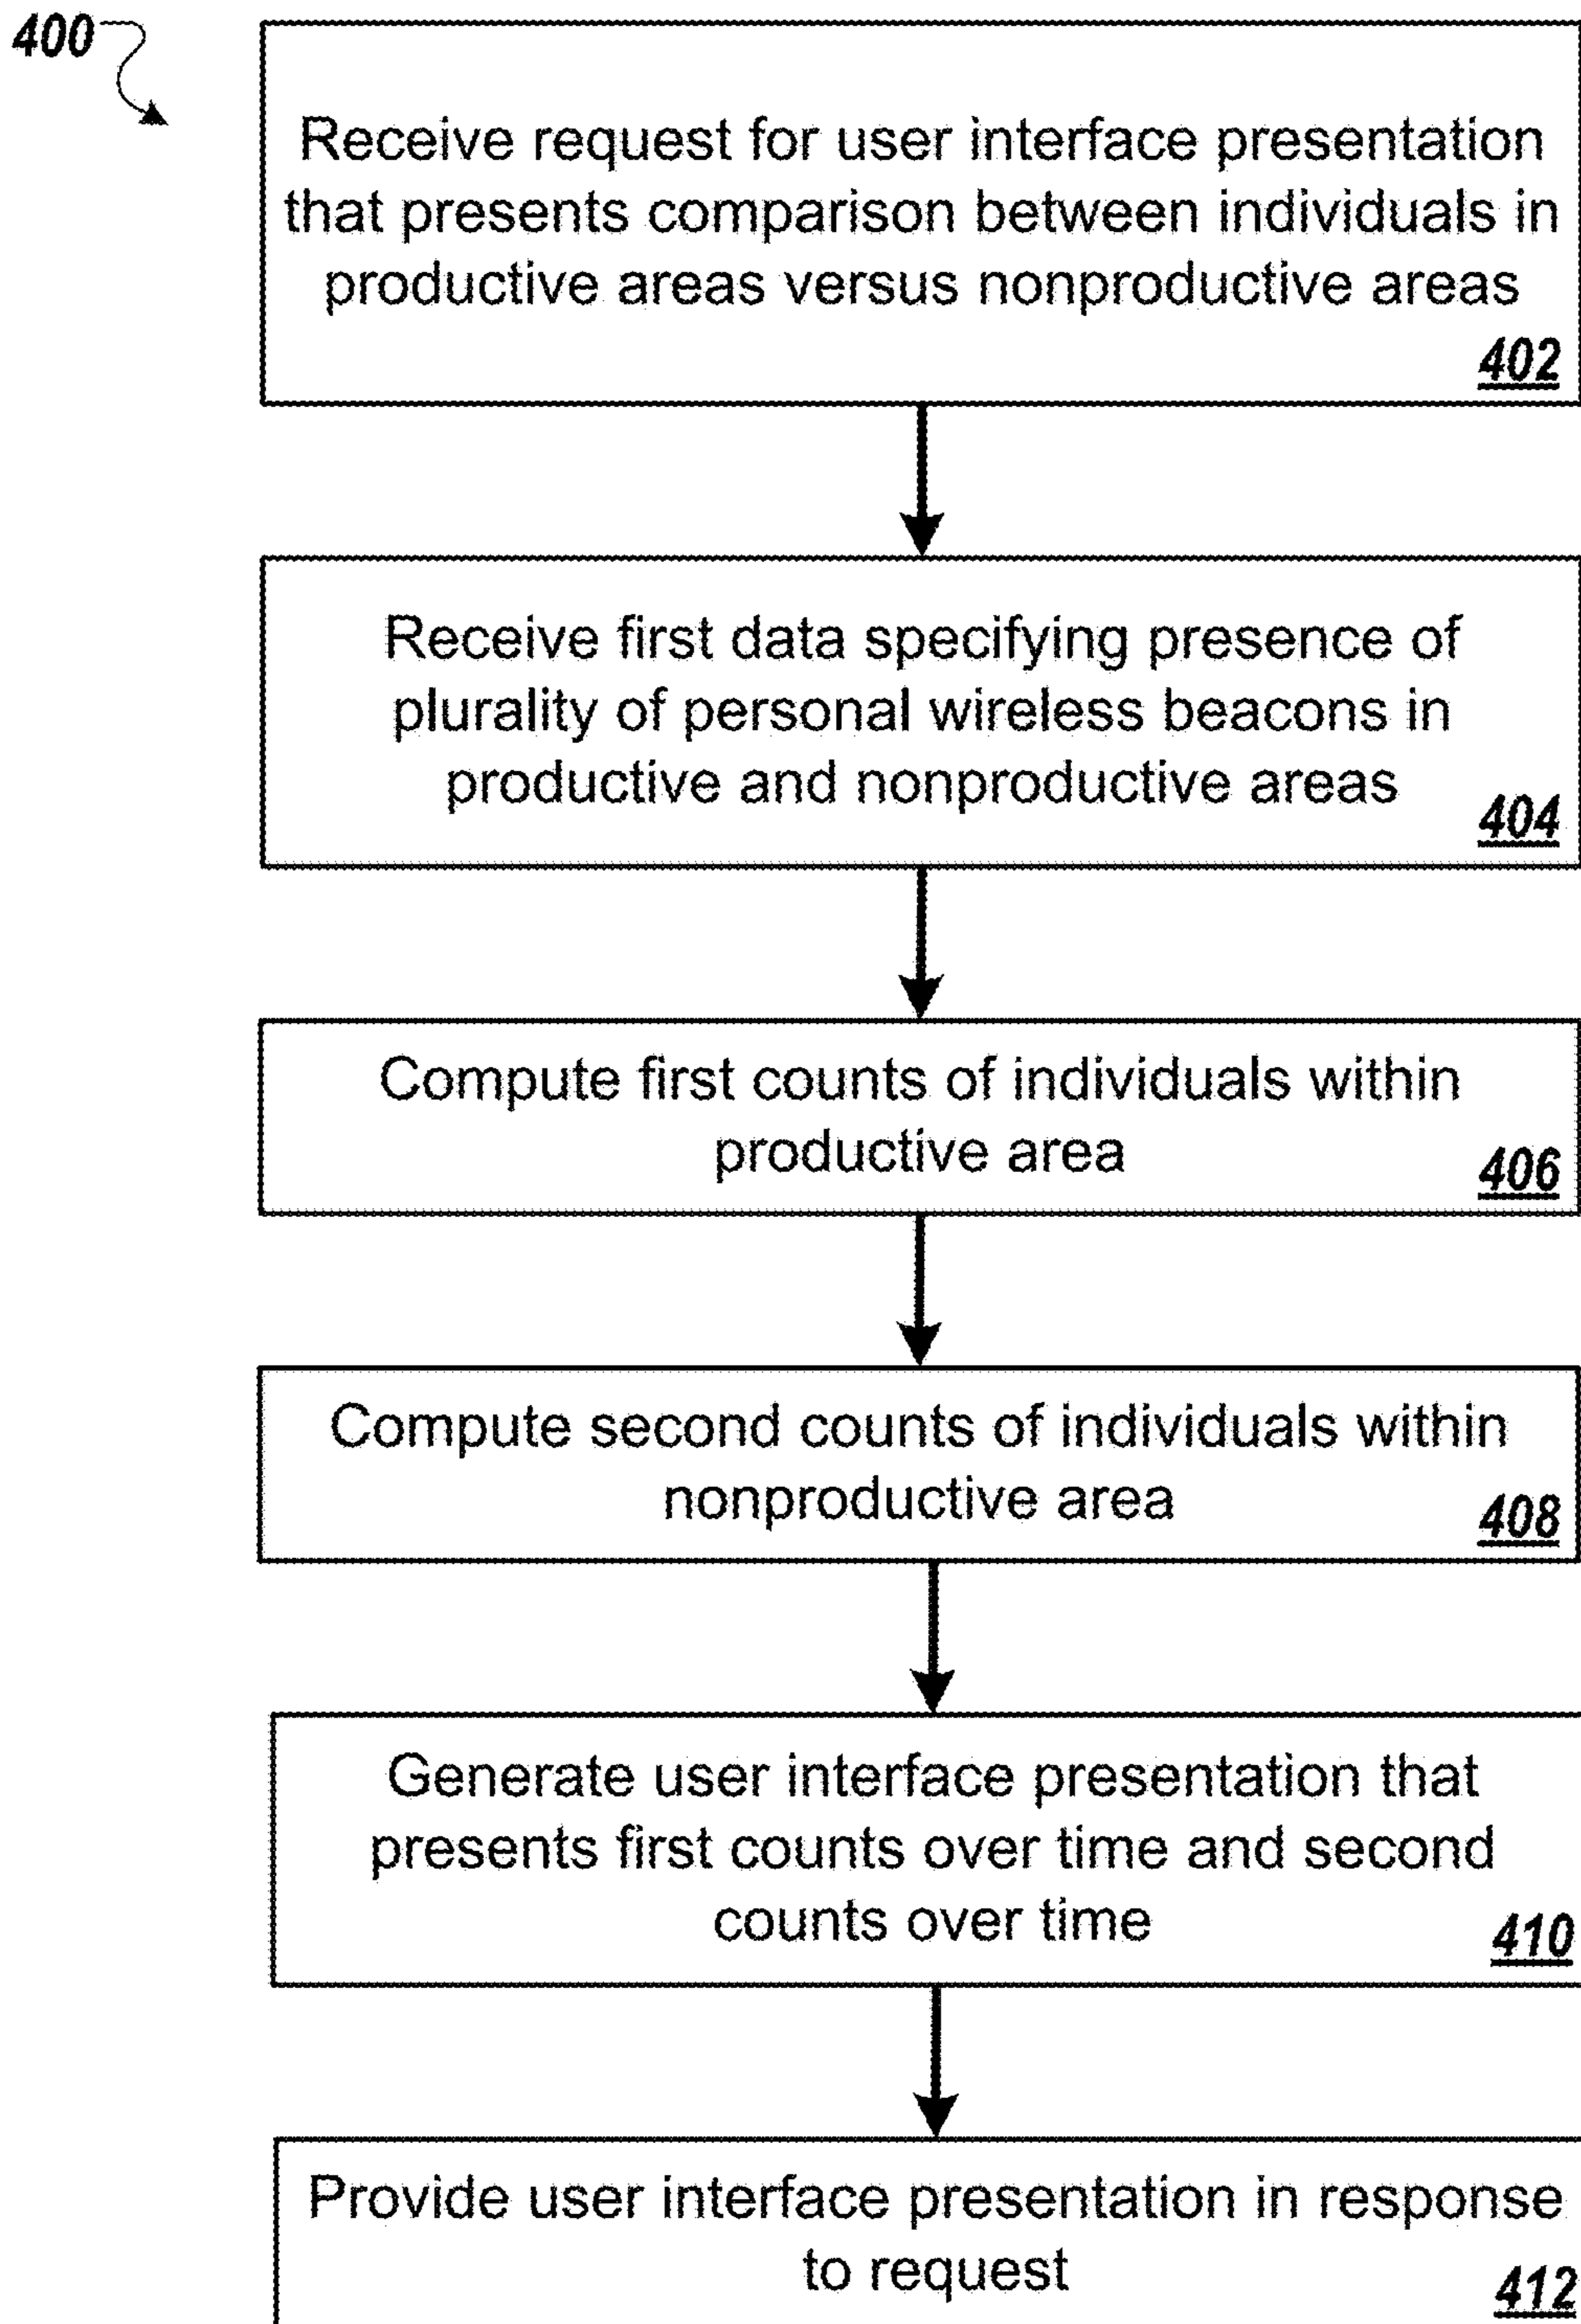 400
Receive request for user interface presentation
that presents comparison between individuals in
productive areas versus nonproductive areas
402
Receive first data specifying presence of
plurality of personal wireless beacons in
productive and nonproductive areas
404
Compute first counts of individuals within
productive area
406
Compute second counts of individuals within
nonproductive area
408
Generate user interface presentation that
presents first counts over time and second
counts over time
410
Provide user interface presentation in response
to request
412